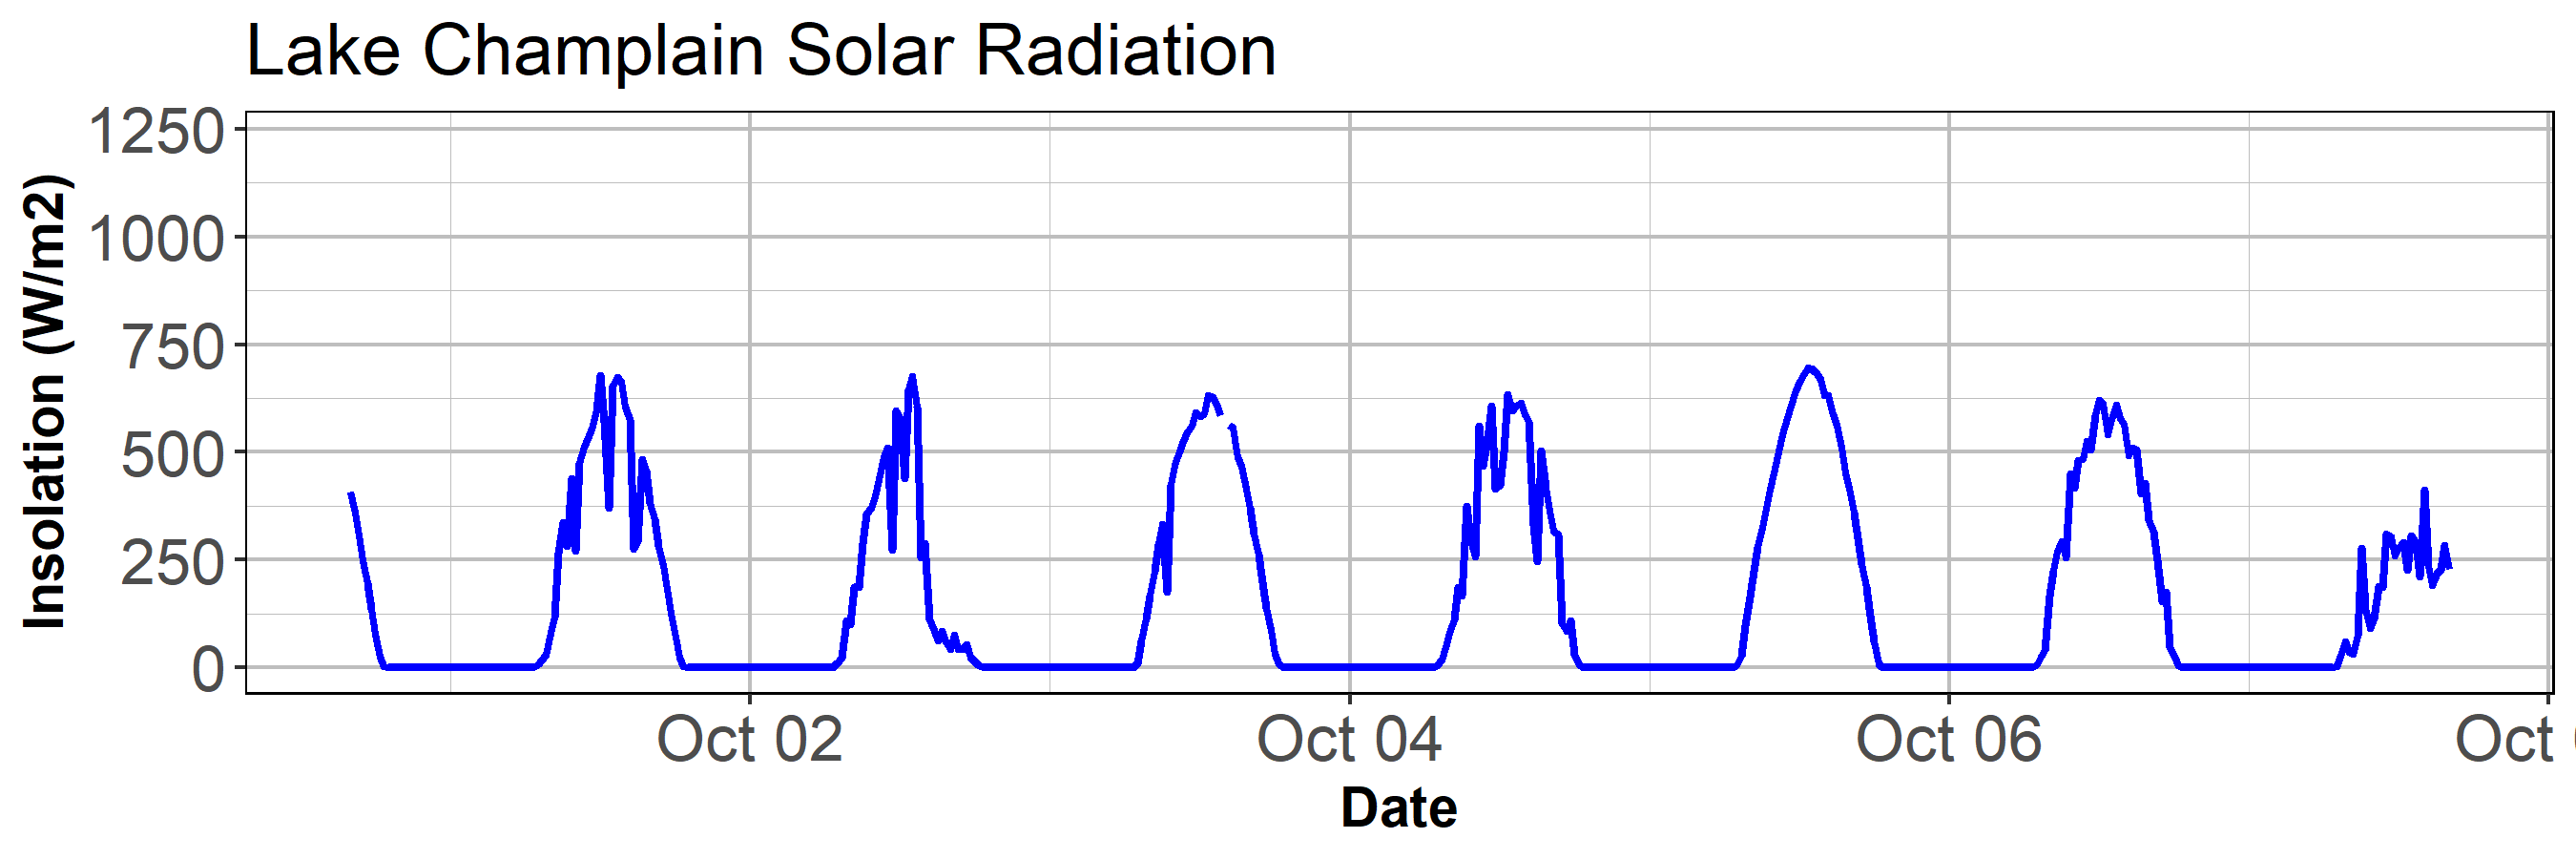 Lake Champlain Solar Radiation
1250
1000
750
500
250
0
Insolation (W/m2)
Oct 02 Oct 04 Oct 06 Oct
Date